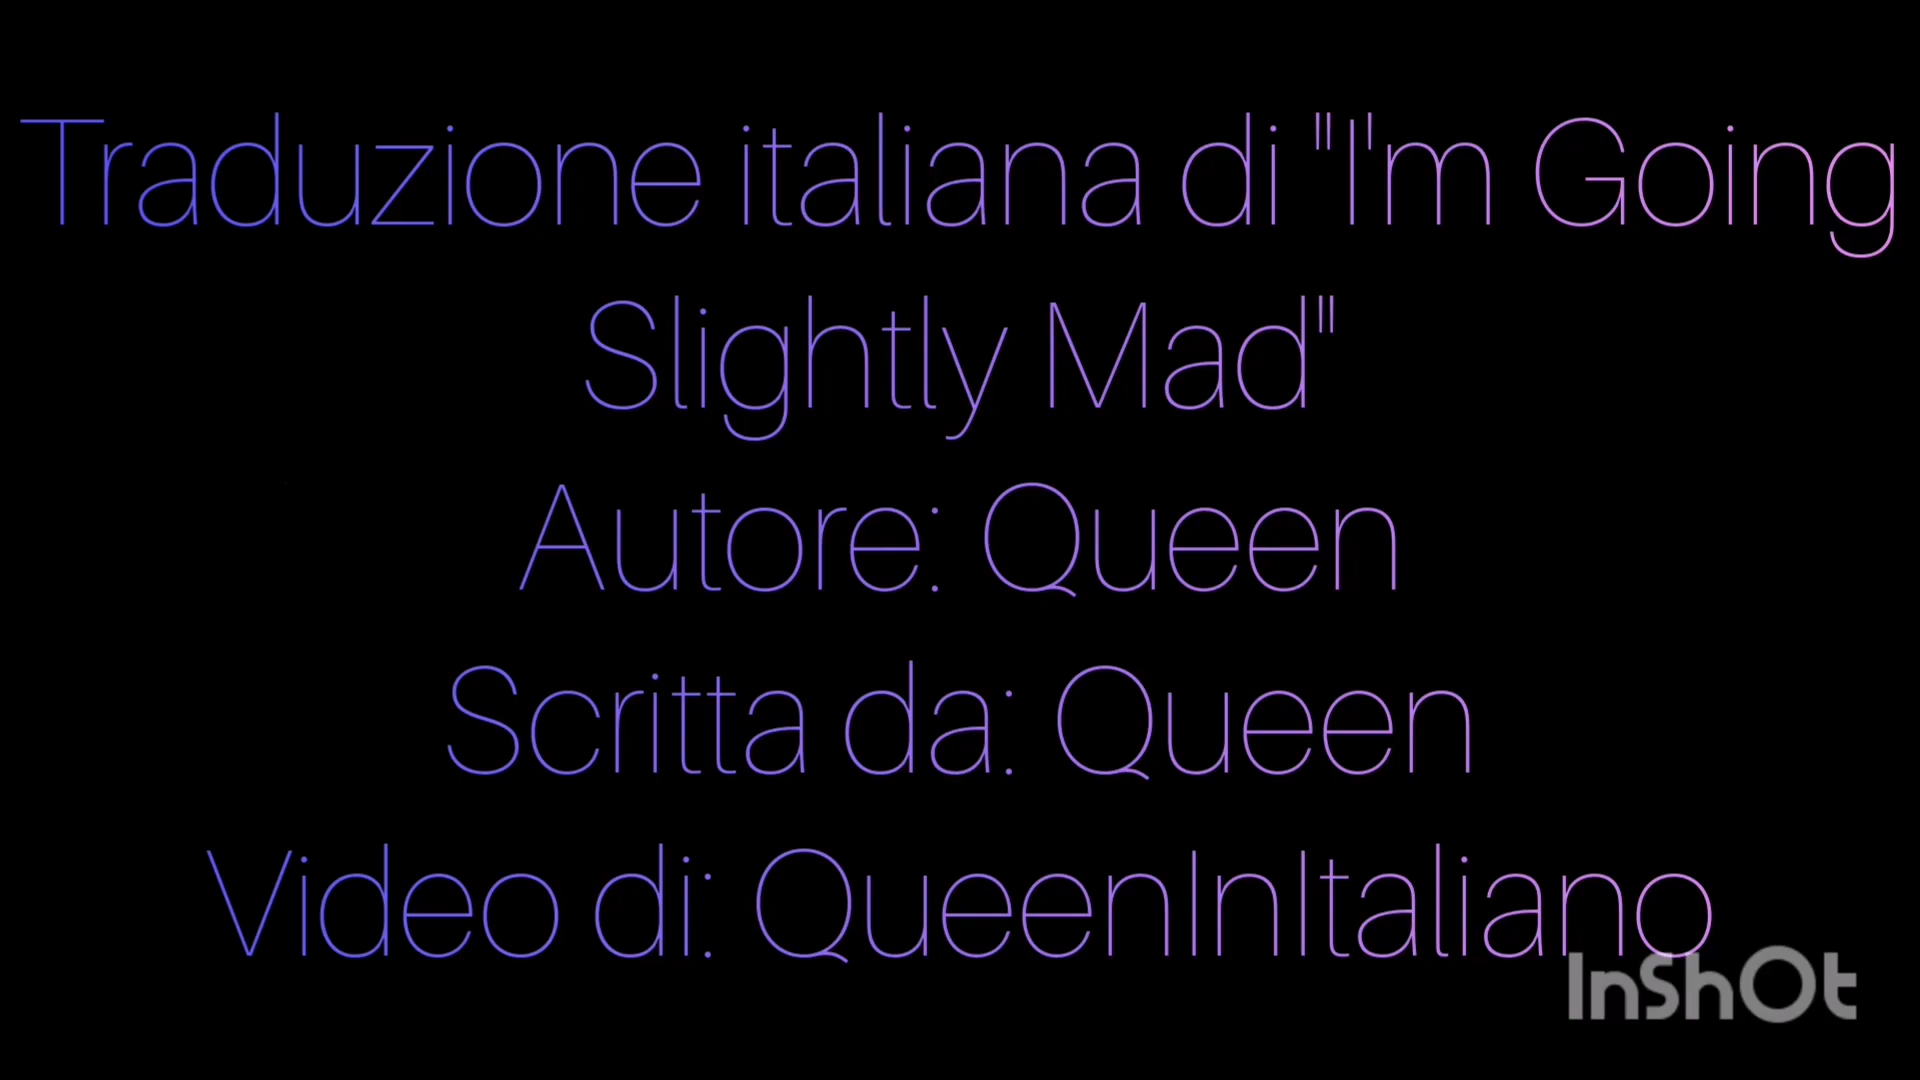 Traduzione italiana di "I'm Going
Slightly Mad"
Autore: Queen
Scritta da: Queen
Video di: QueenInItaliano
InShOt